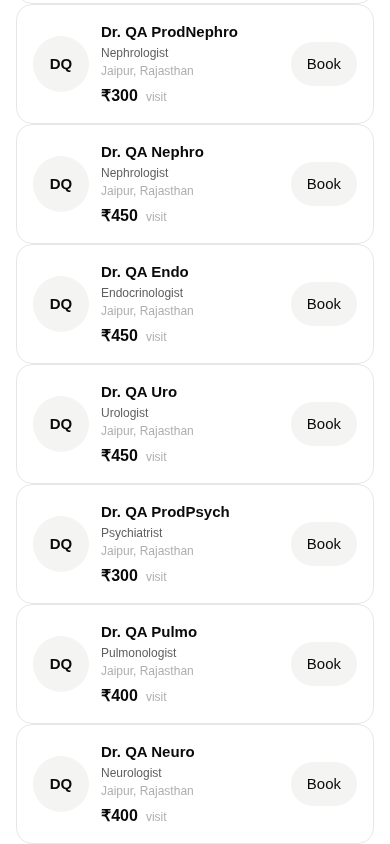 DQ
Dr. QA ProdNephro
Nephrologist
Jaipur, Rajasthan
₹300 visit
Book
DQ
Dr. QA Nephro
Nephrologist
Jaipur, Rajasthan
₹450 visit
Book
DQ
Dr. QA Endo
Endocrinologist
Jaipur, Rajasthan
₹450 visit
Book
DQ
Dr. QA Uro
Urologist
Jaipur, Rajasthan
₹450 visit
Book
DQ
Dr. QA ProdPsych
Psychiatrist
Jaipur, Rajasthan
₹300 visit
Book
DQ
Dr. QA Pulmo
Pulmonologist
Jaipur, Rajasthan
₹400 visit
Book
DQ
Dr. QA Neuro
Neurologist
Jaipur, Rajasthan
₹400 visit
Book